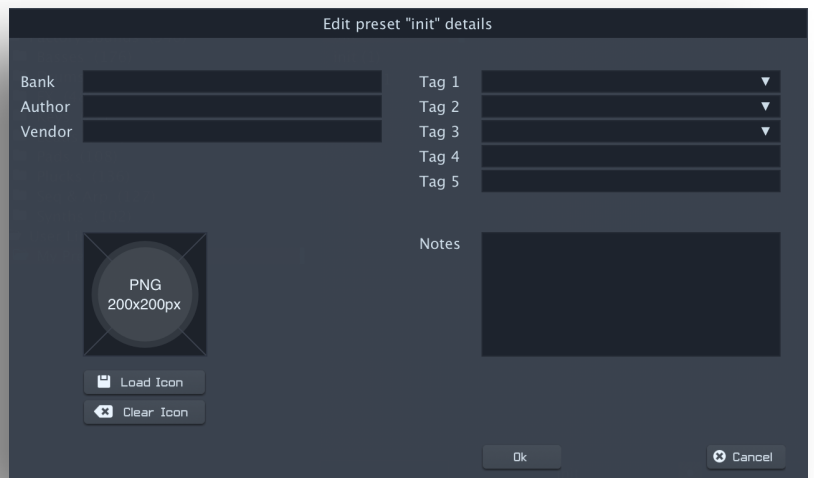 Edit preset "init" details
Bank
Author
Vendor
Tag 1
Tag 2
Tag 3
Tag 4
Tag 5
PNG
200x200px
Notes
Load Icon
Clear Icon
Ok
Cancel